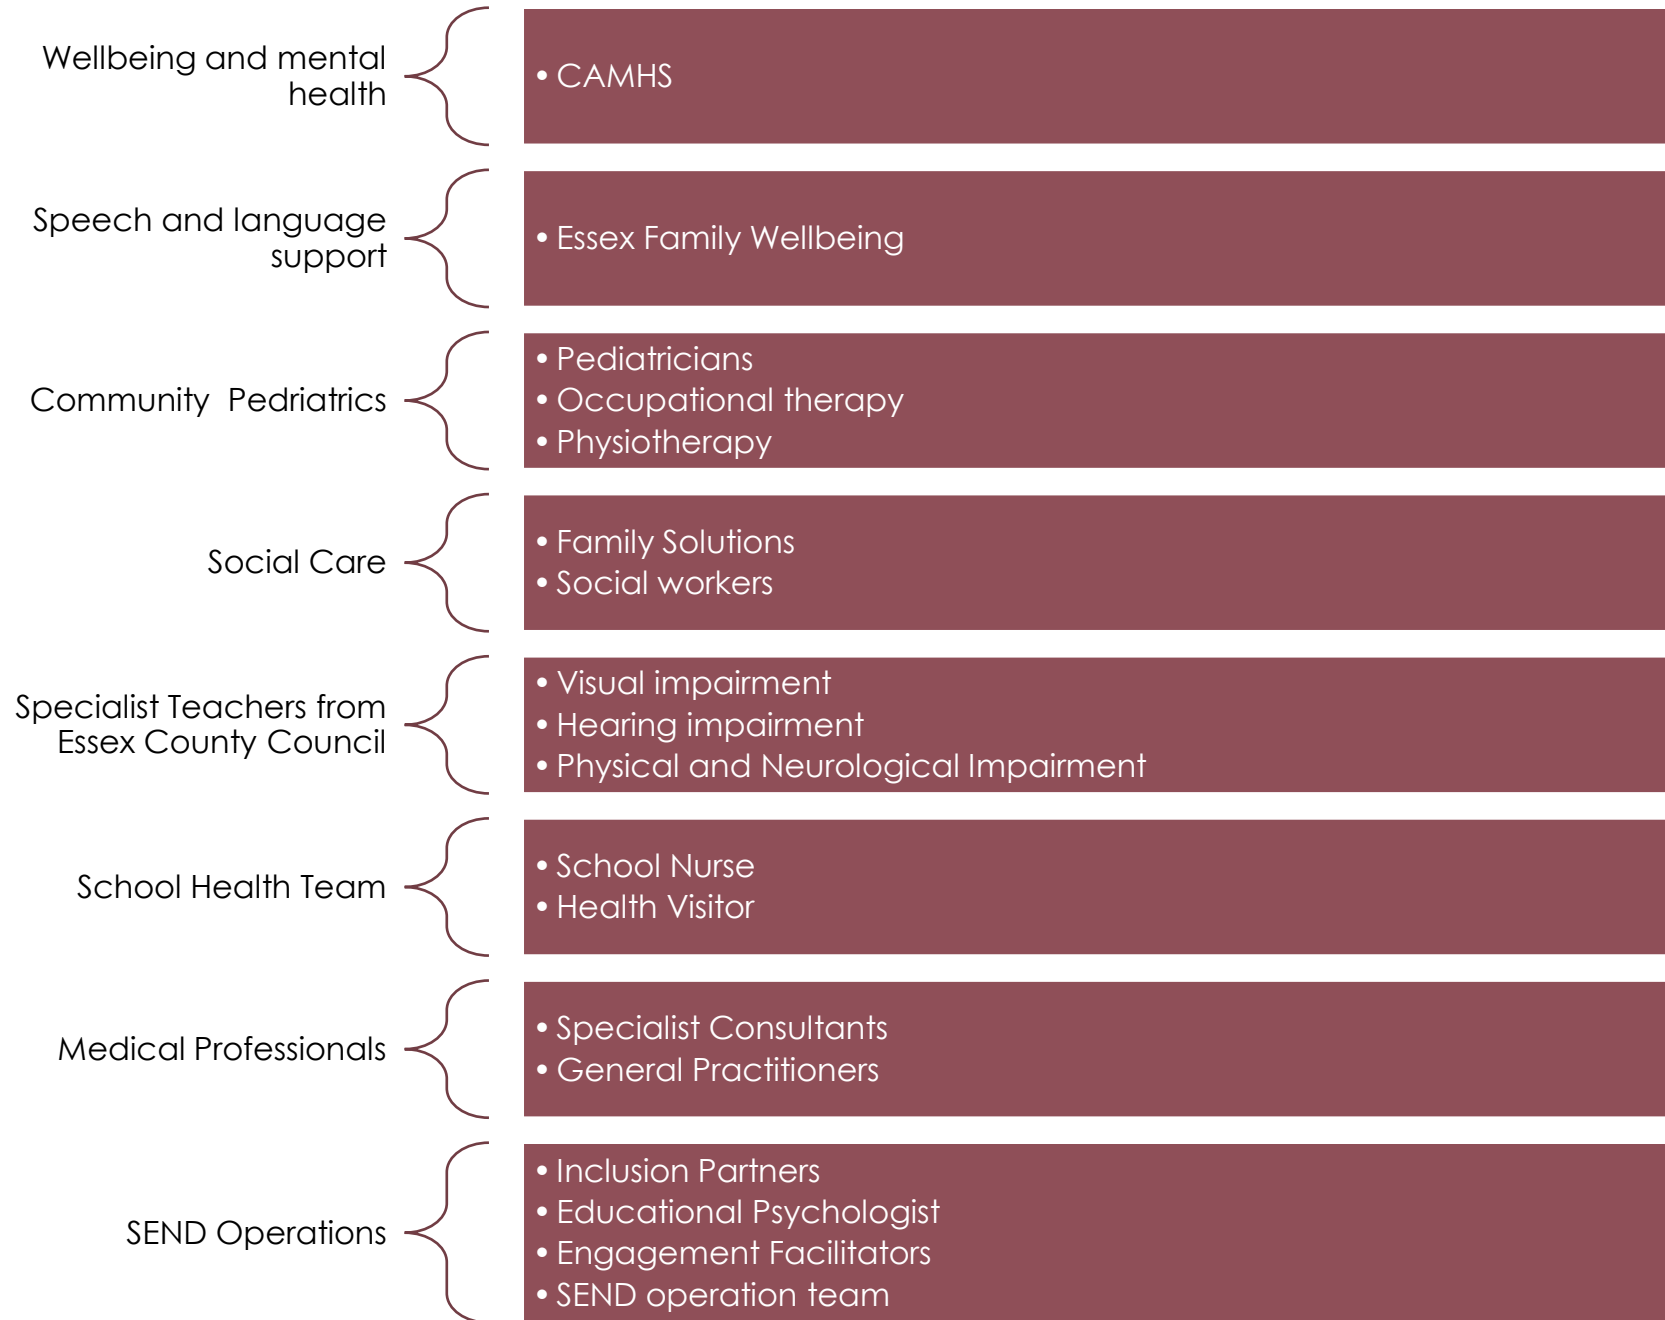 Wellbeing and mental
health
• CAMHS
Speech and language
support
• Essex Family Wellbeing
Community  Pedriatrics
• Pediatricians
• Occupational therapy
• Physiotherapy
Social Care
• Family Solutions
• Social workers
Specialist Teachers from
Essex County Council
• Visual impairment
• Hearing impairment
• Physical and Neurological Impairment
School Health Team
• School Nurse
• Health Visitor
Medical Professionals
• Specialist Consultants
• General Practitioners
SEND Operations
• Inclusion Partners
• Educational Psychologist
• Engagement Facilitators
• SEND operation team